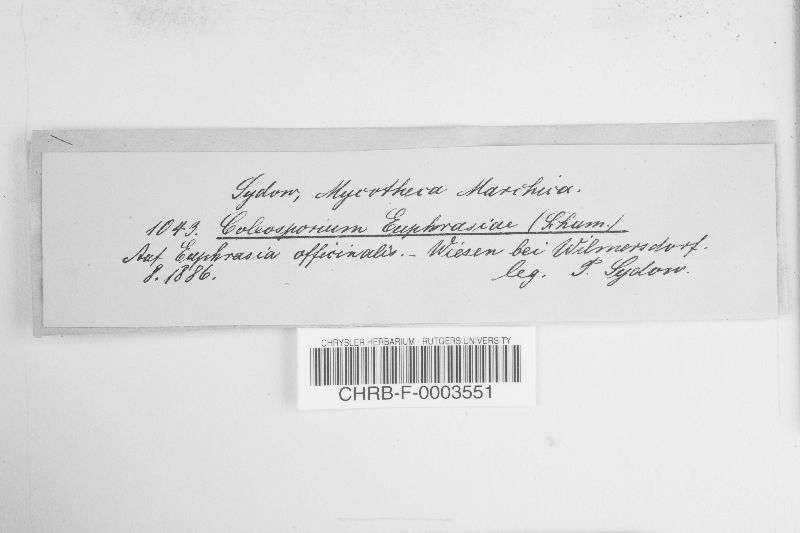 Sydow, Mycotheca Marchica.
1043. Coleosporium Euphrasiae (Schum.)
Auf Euphrasia officinalis. - Wiesen bei Wilmersdorf.
8. 1886. leg. P. Sydow.
CHRYSLER HERBARIUM - RUTGERS UNIVERSITY
CHRB-F-0003551